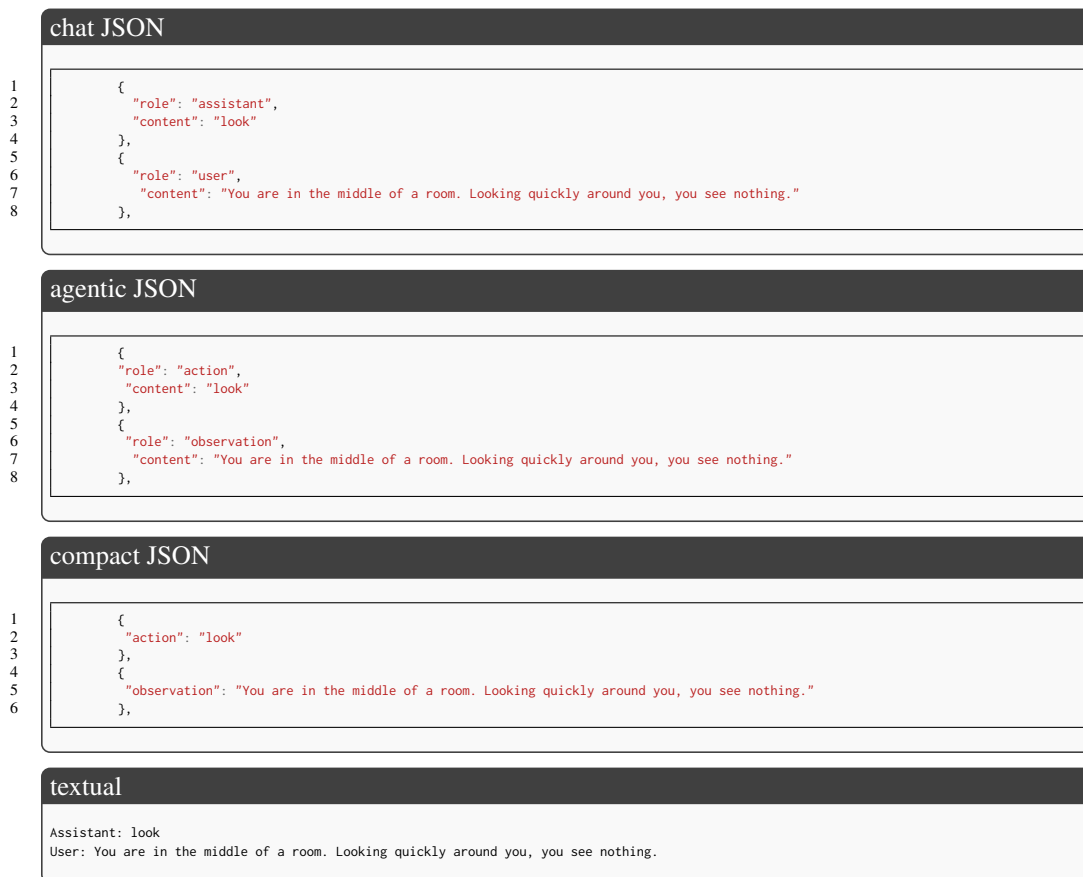 chat JSON
1 {
2 "role": "assistant",
3 "content": "look"
4 },
5 {
6 "role": "user",
7 "content": "You are in the middle of a room. Looking quickly around you, you see nothing."
8 },
agentic JSON
1 {
2 "role": "action",
3 "content": "look"
4 },
5 {
6 "role": "observation",
7 "content": "You are in the middle of a room. Looking quickly around you, you see nothing."
8 },
compact JSON
1 {
2 "action": "look"
3 },
4 {
5 "observation": "You are in the middle of a room. Looking quickly around you, you see nothing."
6 },
textual
Assistant: look
User: You are in the middle of a room. Looking quickly around you, you see nothing.